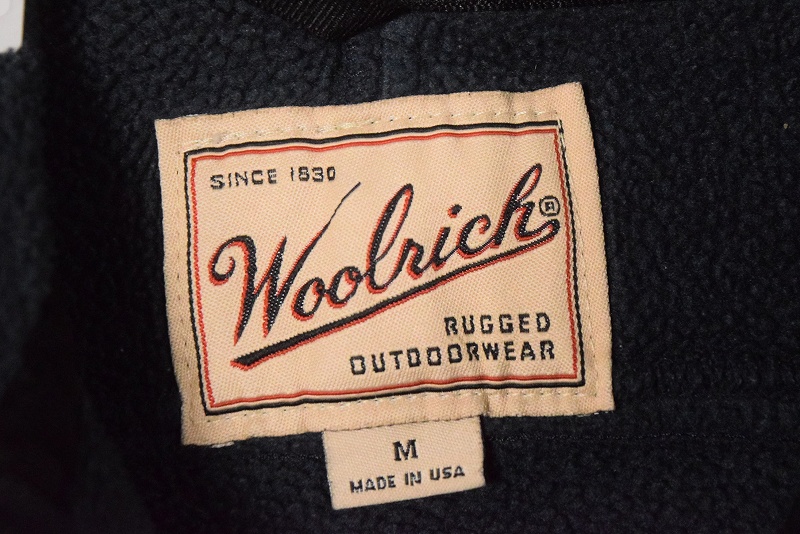 SINCE 1830
Woolrich®
RUGGED
OUTDOORWEAR
M
MADE IN USA